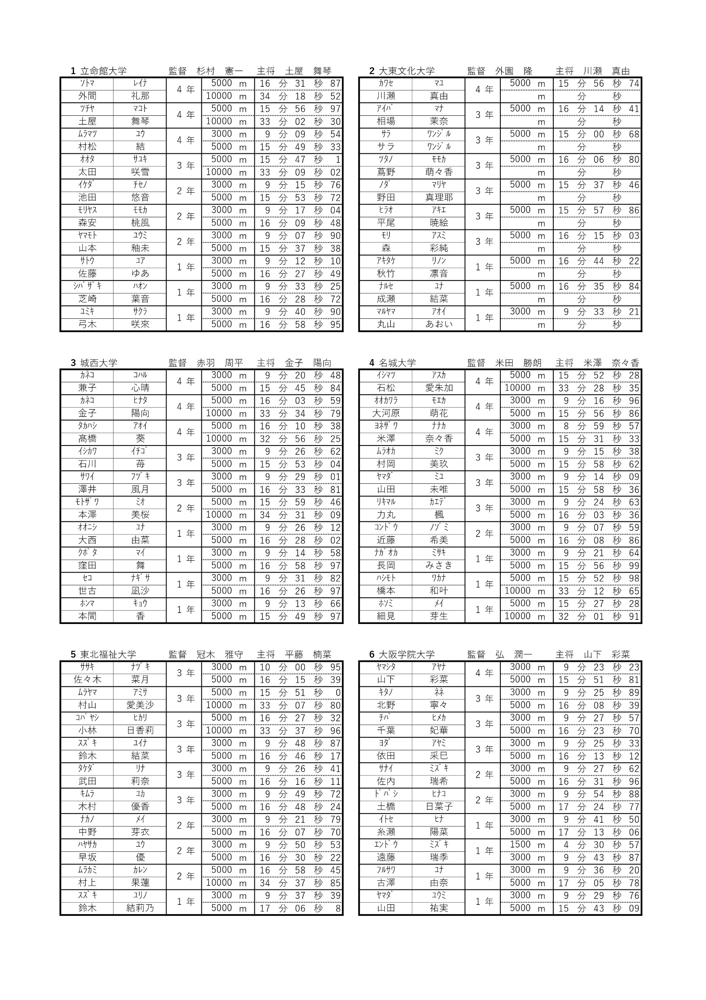 1 立命館大学 監督 杉村 憲一 主将 土屋 舞琴
ソトマ レイナ 4 年 5000 m 16 分 31 秒 87
外間 礼那 10000 m 34 分 18 秒 52
ツチヤ マコト 4 年 5000 m 15 分 56 秒 97
土屋 舞琴 10000 m 33 分 02 秒 30
ムラマツ ユウ 4 年 3000 m 9 分 09 秒 54
村松 結 5000 m 15 分 49 秒 33
オオタ サユキ 3 年 5000 m 15 分 47 秒 1
太田 咲雪 10000 m 33 分 09 秒 02
イケダ チセノ 2 年 3000 m 9 分 15 秒 76
池田 悠音 5000 m 15 分 53 秒 72
モリヤス モモカ 2 年 3000 m 9 分 17 秒 04
森安 桃風 5000 m 16 分 09 秒 48
ヤマモト ユウミ 2 年 3000 m 9 分 07 秒 90
山本 釉未 5000 m 15 分 37 秒 38
サトウ ユア 1 年 3000 m 9 分 12 秒 10
佐藤 ゆあ 5000 m 16 分 27 秒 49
シバザキ ハオン 1 年 3000 m 9 分 33 秒 25
芝崎 葉音 5000 m 16 分 28 秒 72
ユミキ サクラ 1 年 3000 m 9 分 40 秒 90
弓木 咲來 5000 m 16 分 58 秒 95
2 大東文化大学 監督 外園 隆 主将 川瀬 真由
カワセ マユ 4 年 5000 m 15 分 56 秒 74
川瀬 真由 m 分 秒
アイバ マナ 3 年 5000 m 16 分 14 秒 41
相場 茉奈 m 分 秒
サラ ワンジル 3 年 5000 m 15 分 00 秒 68
サラ ワンジル m 分 秒
ツタノ モモカ 3 年 5000 m 16 分 06 秒 80
蔦野 萌々香 m 分 秒
ノダ マリヤ 3 年 5000 m 15 分 37 秒 46
野田 真理耶 m 分 秒
ヒラオ アキエ 3 年 5000 m 15 分 57 秒 86
平尾 暁絵 m 分 秒
モリ アスミ 3 年 5000 m 16 分 15 秒 03
森 彩純 m 分 秒
アキタケ リノン 1 年 5000 m 16 分 44 秒 22
秋竹 凛音 m 分 秒
ナルセ ユナ 1 年 5000 m 16 分 35 秒 84
成瀬 結菜 m 分 秒
マルヤマ アオイ 1 年 3000 m 9 分 33 秒 21
丸山 あおい m 分 秒
3 城西大学 監督 赤羽 周平 主将 金子 陽向
カネコ コハル 4 年 3000 m 9 分 20 秒 48
兼子 心晴 5000 m 15 分 45 秒 84
カネコ ヒナタ 4 年 5000 m 16 分 03 秒 59
金子 陽向 10000 m 33 分 34 秒 79
タカハシ アオイ 4 年 5000 m 16 分 10 秒 38
髙橋 葵 10000 m 32 分 56 秒 25
イシカワ イチゴ 3 年 3000 m 9 分 26 秒 62
石川 苺 5000 m 15 分 53 秒 04
サワイ フヅキ 3 年 3000 m 9 分 29 秒 01
澤井 風月 5000 m 16 分 33 秒 81
モトザワ ミオ 2 年 5000 m 15 分 59 秒 46
本澤 美桜 10000 m 34 分 31 秒 09
オオニシ ユナ 1 年 3000 m 9 分 26 秒 12
大西 由菜 5000 m 16 分 28 秒 02
クボタ マイ 1 年 3000 m 9 分 14 秒 58
窪田 舞 5000 m 16 分 58 秒 97
セコ ナギサ 1 年 3000 m 9 分 31 秒 82
世古 凪沙 5000 m 16 分 26 秒 97
ホンマ キョウ 1 年 3000 m 9 分 13 秒 66
本間 香 5000 m 15 分 49 秒 97
4 名城大学 監督 米田 勝朗 主将 米澤 奈々香
イシマツ アスカ 4 年 5000 m 15 分 52 秒 28
石松 愛朱加 10000 m 33 分 28 秒 35
オオカワラ モエカ 4 年 3000 m 9 分 16 秒 96
大河原 萌花 5000 m 15 分 56 秒 86
ヨネザワ ナナカ 4 年 3000 m 8 分 59 秒 57
米澤 奈々香 5000 m 15 分 31 秒 33
ムラオカ ミク 3 年 3000 m 9 分 15 秒 38
村岡 美玖 5000 m 15 分 58 秒 62
ヤマダ ミユ 3 年 3000 m 9 分 14 秒 09
山田 未唯 5000 m 15 分 58 秒 36
リキマル カエデ 3 年 3000 m 9 分 24 秒 63
力丸 楓 5000 m 16 分 03 秒 36
コンドウ ノゾミ 2 年 3000 m 9 分 07 秒 59
近藤 希美 5000 m 16 分 08 秒 86
ナガオカ ミサキ 1 年 3000 m 9 分 21 秒 64
長岡 みさき 5000 m 15 分 56 秒 99
ハシモト ワカナ 1 年 5000 m 15 分 52 秒 98
橋本 和叶 10000 m 33 分 12 秒 65
ホソミ メイ 1 年 5000 m 15 分 27 秒 28
細見 芽生 10000 m 32 分 01 秒 91
5 東北福祉大学 監督 冠木 雅守 主将 平藤 楠菜
ササキ ナヅキ 3 年 3000 m 10 分 00 秒 95
佐々木 菜月 5000 m 16 分 15 秒 39
ムラヤマ アミサ 3 年 5000 m 15 分 51 秒 0
村山 愛美沙 10000 m 33 分 07 秒 80
コバヤシ ヒカリ 3 年 5000 m 16 分 27 秒 32
小林 日香莉 10000 m 33 分 37 秒 96
スズキ ユイナ 3 年 3000 m 9 分 48 秒 87
鈴木 結菜 5000 m 16 分 46 秒 17
タケダ リナ 3 年 3000 m 9 分 26 秒 41
武田 莉奈 5000 m 16 分 16 秒 11
キムラ ユカ 3 年 3000 m 9 分 49 秒 72
木村 優香 5000 m 16 分 48 秒 24
ナカノ メイ 2 年 3000 m 9 分 21 秒 79
中野 芽衣 5000 m 16 分 07 秒 70
ハヤサカ ユウ 2 年 3000 m 9 分 50 秒 53
早坂 優 5000 m 16 分 30 秒 22
ムラカミ カレン 2 年 5000 m 16 分 58 秒 45
村上 果蓮 10000 m 34 分 37 秒 85
スズキ ユリノ 1 年 3000 m 9 分 37 秒 39
鈴木 結莉乃 5000 m 17 分 06 秒 8
6 大阪学院大学 監督 弘 潤一 主将 山下 彩菜
ヤマシタ アヤナ 4 年 3000 m 9 分 23 秒 23
山下 彩菜 5000 m 15 分 51 秒 81
キタノ ネネ 3 年 3000 m 9 分 25 秒 89
北野 寧々 5000 m 16 分 08 秒 39
チバ ヒメカ 3 年 3000 m 9 分 27 秒 57
千葉 妃華 5000 m 16 分 23 秒 70
ヨダ アヤミ 3 年 3000 m 9 分 25 秒 33
依田 采巳 5000 m 16 分 13 秒 12
サナイ ミズキ 2 年 3000 m 9 分 27 秒 62
佐内 瑞希 5000 m 16 分 31 秒 96
ドバシ ヒナコ 2 年 3000 m 9 分 54 秒 88
土橋 日菜子 5000 m 17 分 24 秒 77
イトセ ヒナ 1 年 3000 m 9 分 41 秒 50
糸瀬 陽菜 5000 m 17 分 13 秒 06
エンドウ ミズキ 1 年 1500 m 4 分 30 秒 57
遠藤 瑞季 3000 m 9 分 43 秒 87
フルサワ ユナ 1 年 3000 m 9 分 36 秒 20
古澤 由奈 5000 m 17 分 05 秒 78
ヤマダ ユウミ 1 年 3000 m 9 分 29 秒 76
山田 祐実 5000 m 15 分 43 秒 09